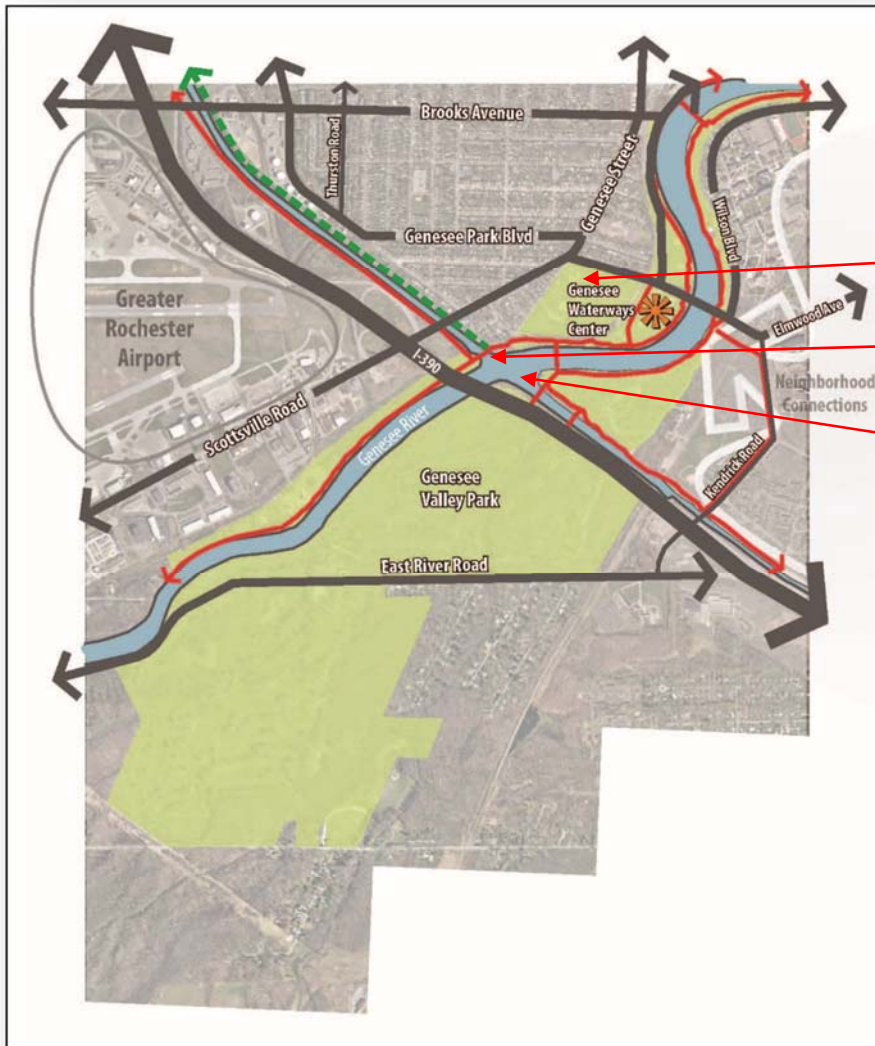 Brooks Avenue
Thurston Road
Genesee Street
Genesee Park Blvd
Wilson Blvd
Genesee
Waterways
Center
Elmwood Ave
Greater
Rochester
Airport
I-390
Neighborhood
Connections
Scottsville Road
Genesee River
Kendrick Road
Genesee
Valley Park
East River Road